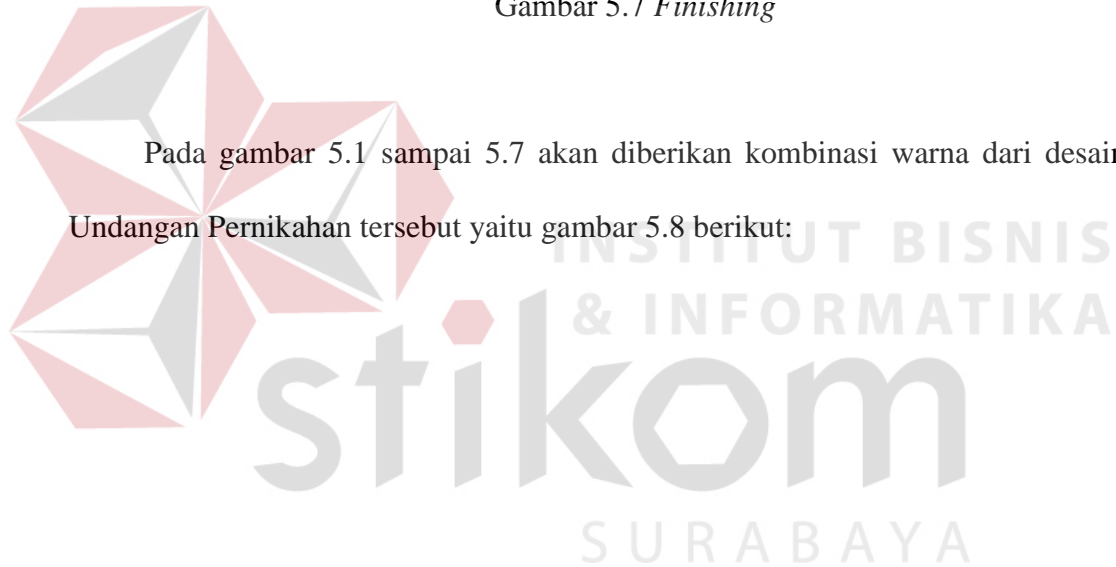 Gambar 5.7 Finishing
Pada gambar 5.1 sampai 5.7 akan diberikan kombinasi warna dari desain
Undangan Pernikahan tersebut yaitu gambar 5.8 berikut:
INSTITUT BISNIS
& INFORMATIKA
stikom
SURABAYA